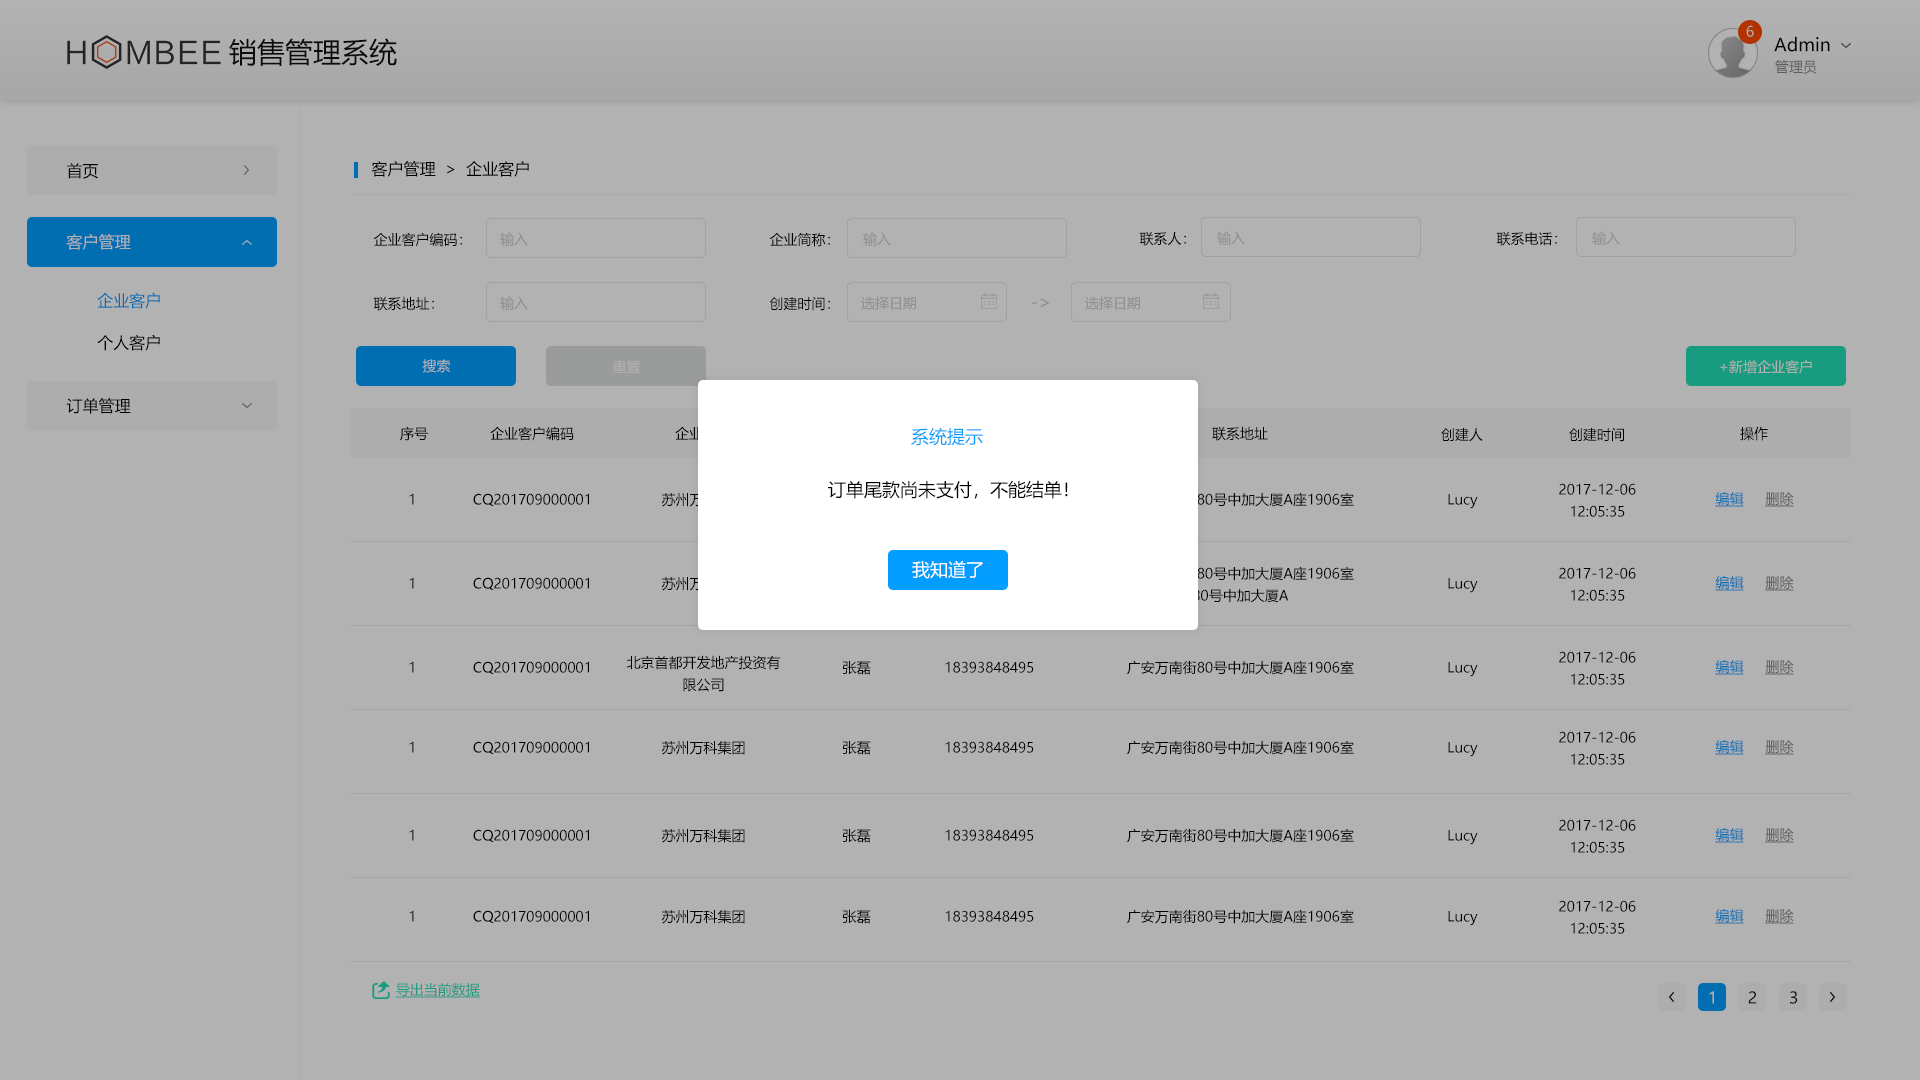 HOMBEE 销售管理系统
6
Admin
管理员
首页
客户管理
企业客户
个人客户
订单管理
客户管理 > 企业客户
企业客户编码： 输入
企业简称： 输入
联系人： 输入
联系电话： 输入
联系地址： 输入
创建时间： 选择日期 -> 选择日期
搜索
重置
+新增企业客户
序号 企业客户编码 企业 联系地址 创建人 创建时间 操作
1 CQ201709000001 苏州万 80号中加大厦A座1906室 Lucy 2017-12-06 编辑 删除
12:05:35
1 CQ201709000001 苏州万 80号中加大厦A座1906室 Lucy 2017-12-06 编辑 删除
80号中加大厦A 12:05:35
系统提示
订单尾款尚未支付，不能结单！
我知道了
1 CQ201709000001 北京首都开发地产投资有 张磊 18393848495 广安万南街80号中加大厦A座1906室 Lucy 2017-12-06 编辑 删除
限公司 12:05:35
1 CQ201709000001 苏州万科集团 张磊 18393848495 广安万南街80号中加大厦A座1906室 Lucy 2017-12-06 编辑 删除
12:05:35
1 CQ201709000001 苏州万科集团 张磊 18393848495 广安万南街80号中加大厦A座1906室 Lucy 2017-12-06 编辑 删除
12:05:35
1 CQ201709000001 苏州万科集团 张磊 18393848495 广安万南街80号中加大厦A座1906室 Lucy 2017-12-06 编辑 删除
12:05:35
导出当前数据
< 1 2 3 >